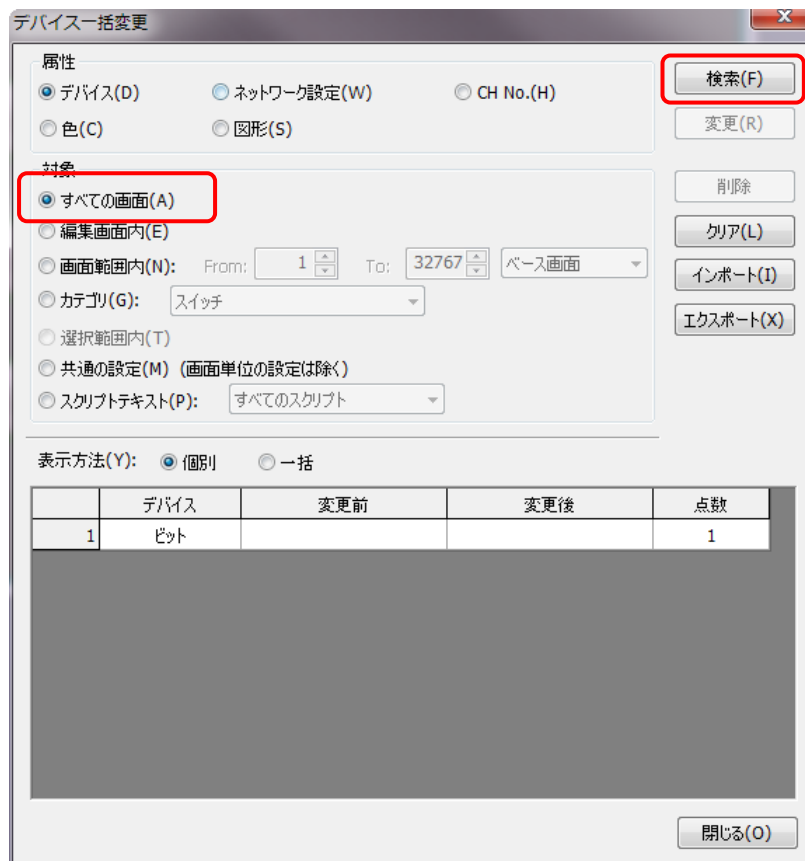 デバイス一括変更
属性
デバイス(D) ネットワーク設定(W) CH No.(H)
色(C) 図形(S)
検索(F)
変更(R)
対象
すべての画面(A)
編集画面内(E)
画面範囲内(N): From: 1 To: 32767 ベース画面
カテゴリ(G): スイッチ
選択範囲内(T)
共通の設定(M) (画面単位の設定は除く)
スクリプトテキスト(P): すべてのスクリプト
削除
クリア(L)
インポート(I)
エクスポート(X)
表示方法(Y): 個別 一括
デバイス 変更前 変更後 点数
1 ビット 1
閉じる(O)